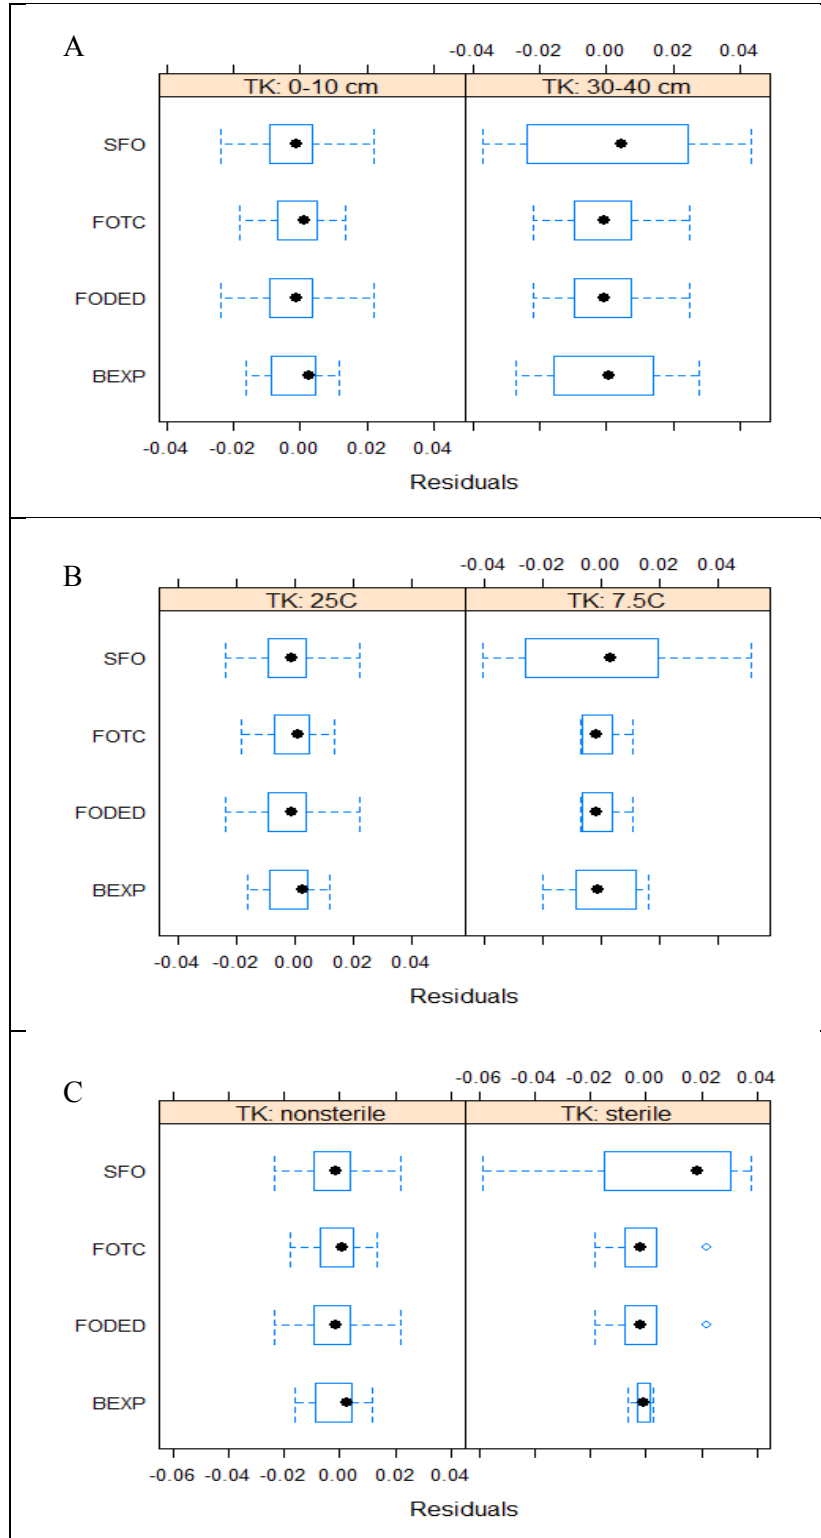 A
-0.04 -0.02 0.00 0.02 0.04
TK: 0-10 cm TK: 30-40 cm
SFO
FOTC
FODED
BEXP
-0.04 -0.02 0.00 0.02 0.04
Residuals
B
-0.04 -0.02 0.00 0.02 0.04
TK: 25C TK: 7.5C
SFO
FOTC
FODED
BEXP
-0.04 -0.02 0.00 0.02 0.04
Residuals
C
-0.06 -0.04 -0.02 0.00 0.02 0.04
TK: nonsterile TK: sterile
SFO
FOTC
FODED
BEXP
-0.06 -0.04 -0.02 0.00 0.02 0.04
Residuals